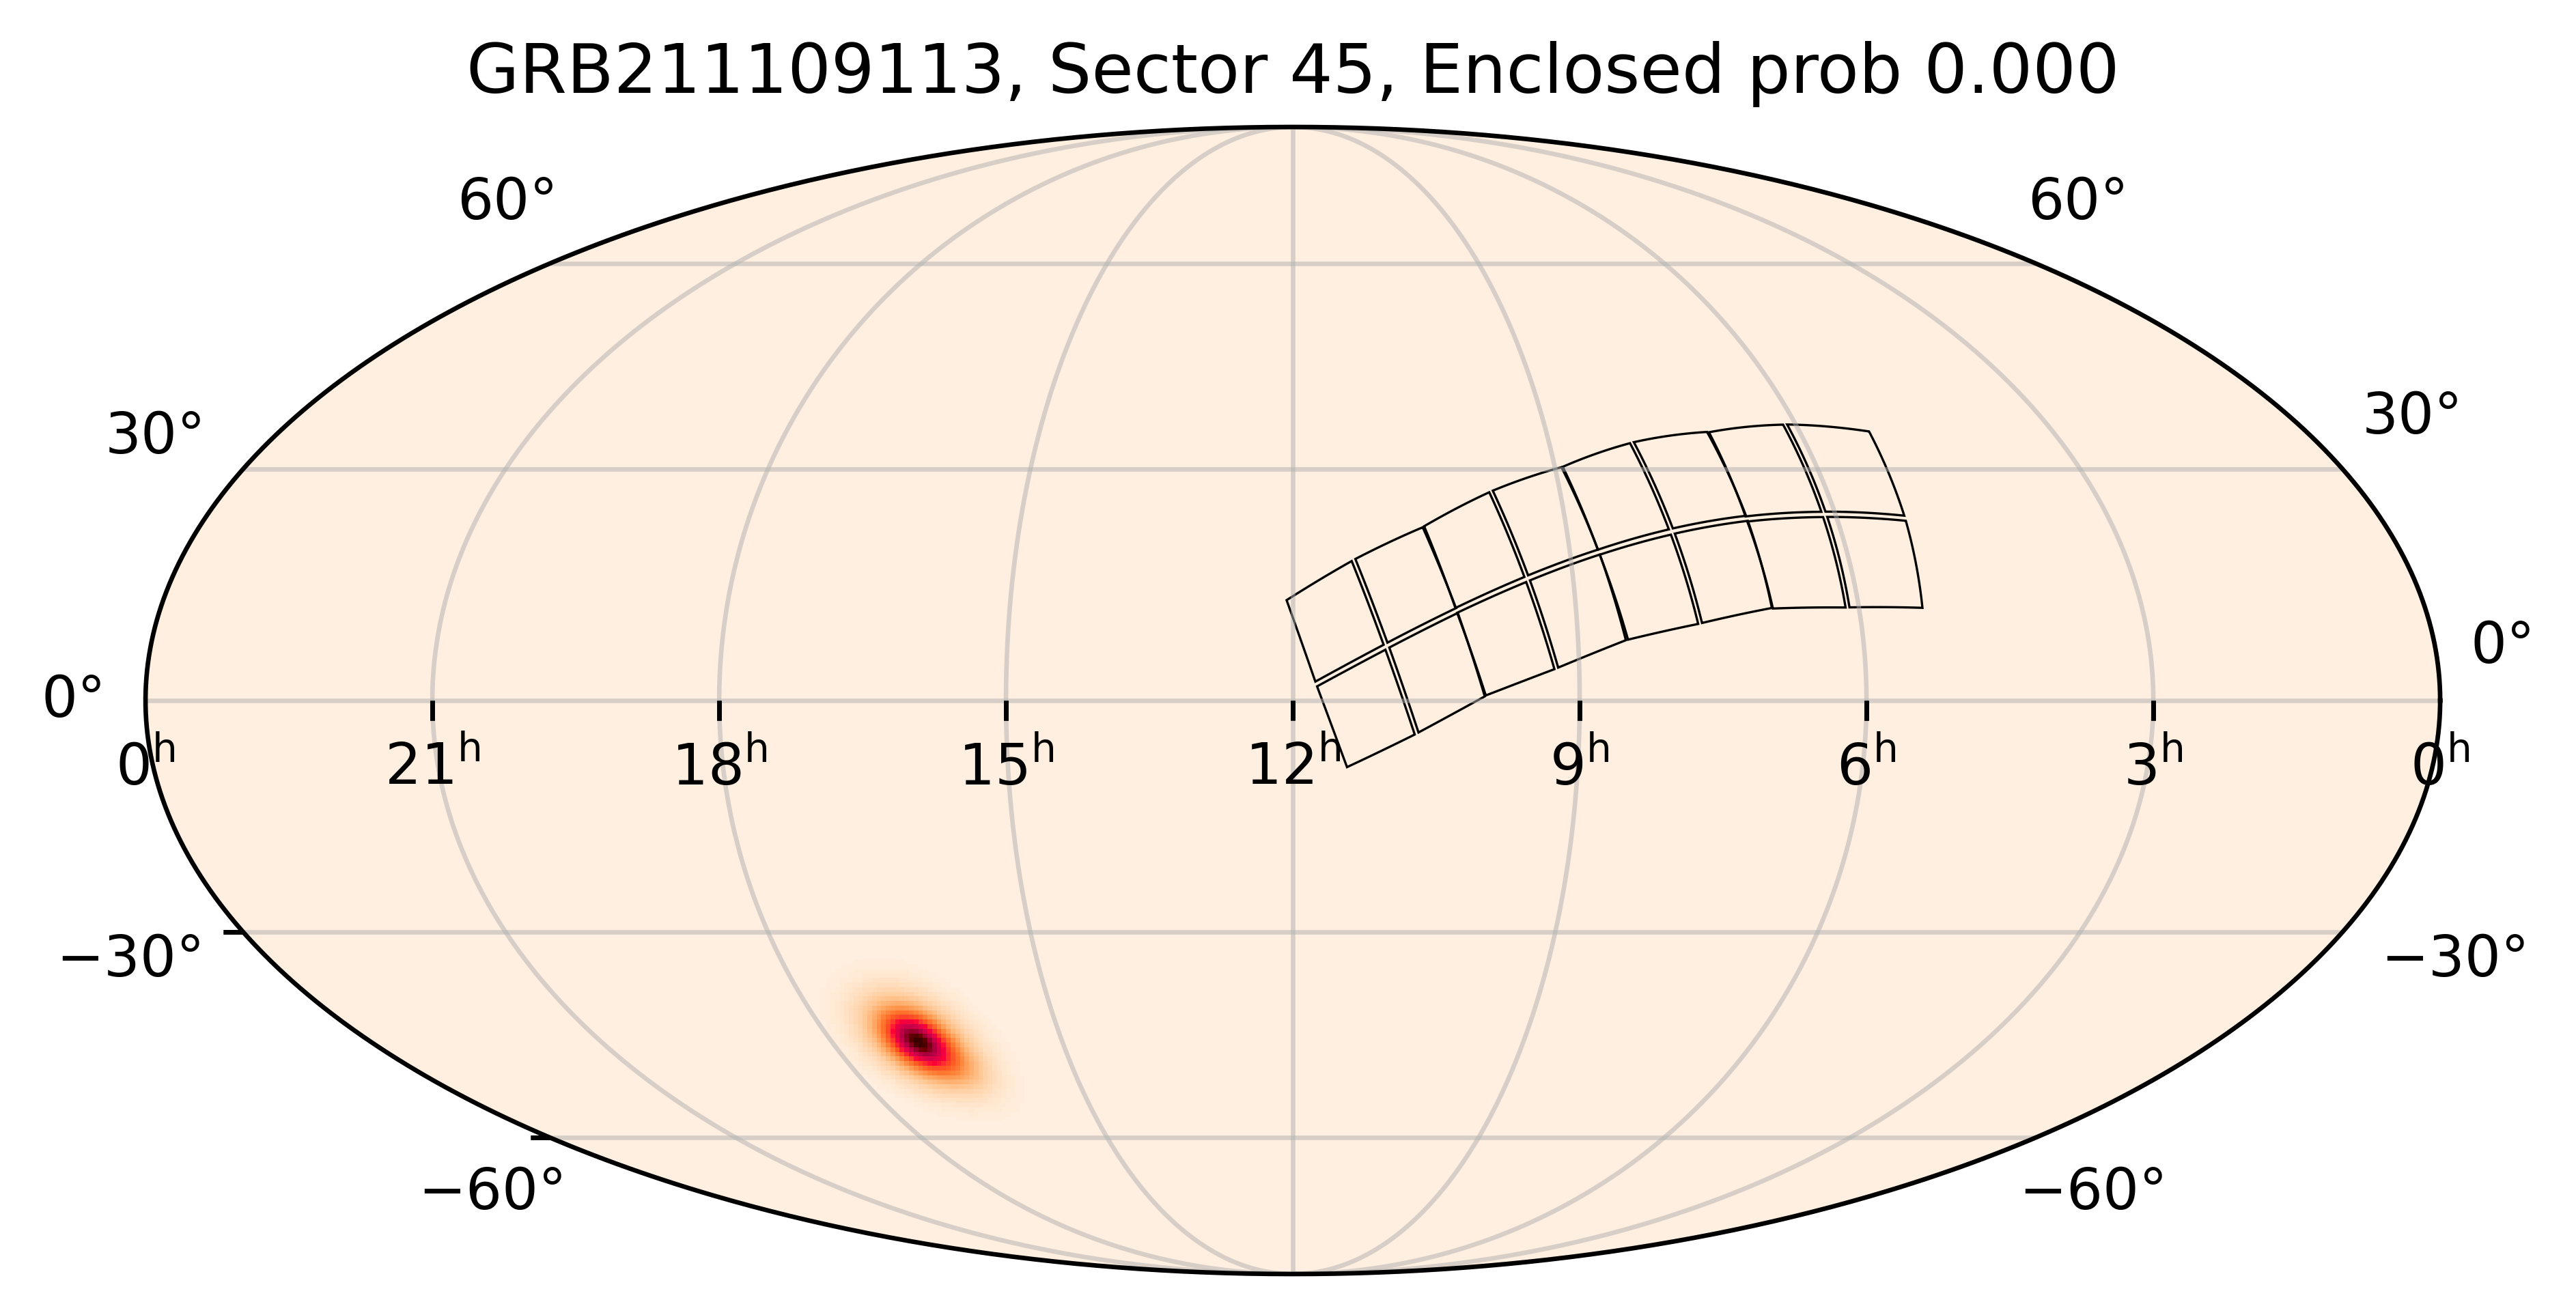 GRB211109113, Sector 45, Enclosed prob 0.000
60° 60°
30° 30°
0° 0°
0h 21h 18h 15h 12h 9h 6h 3h 0h
−30° −30°
−60° −60°